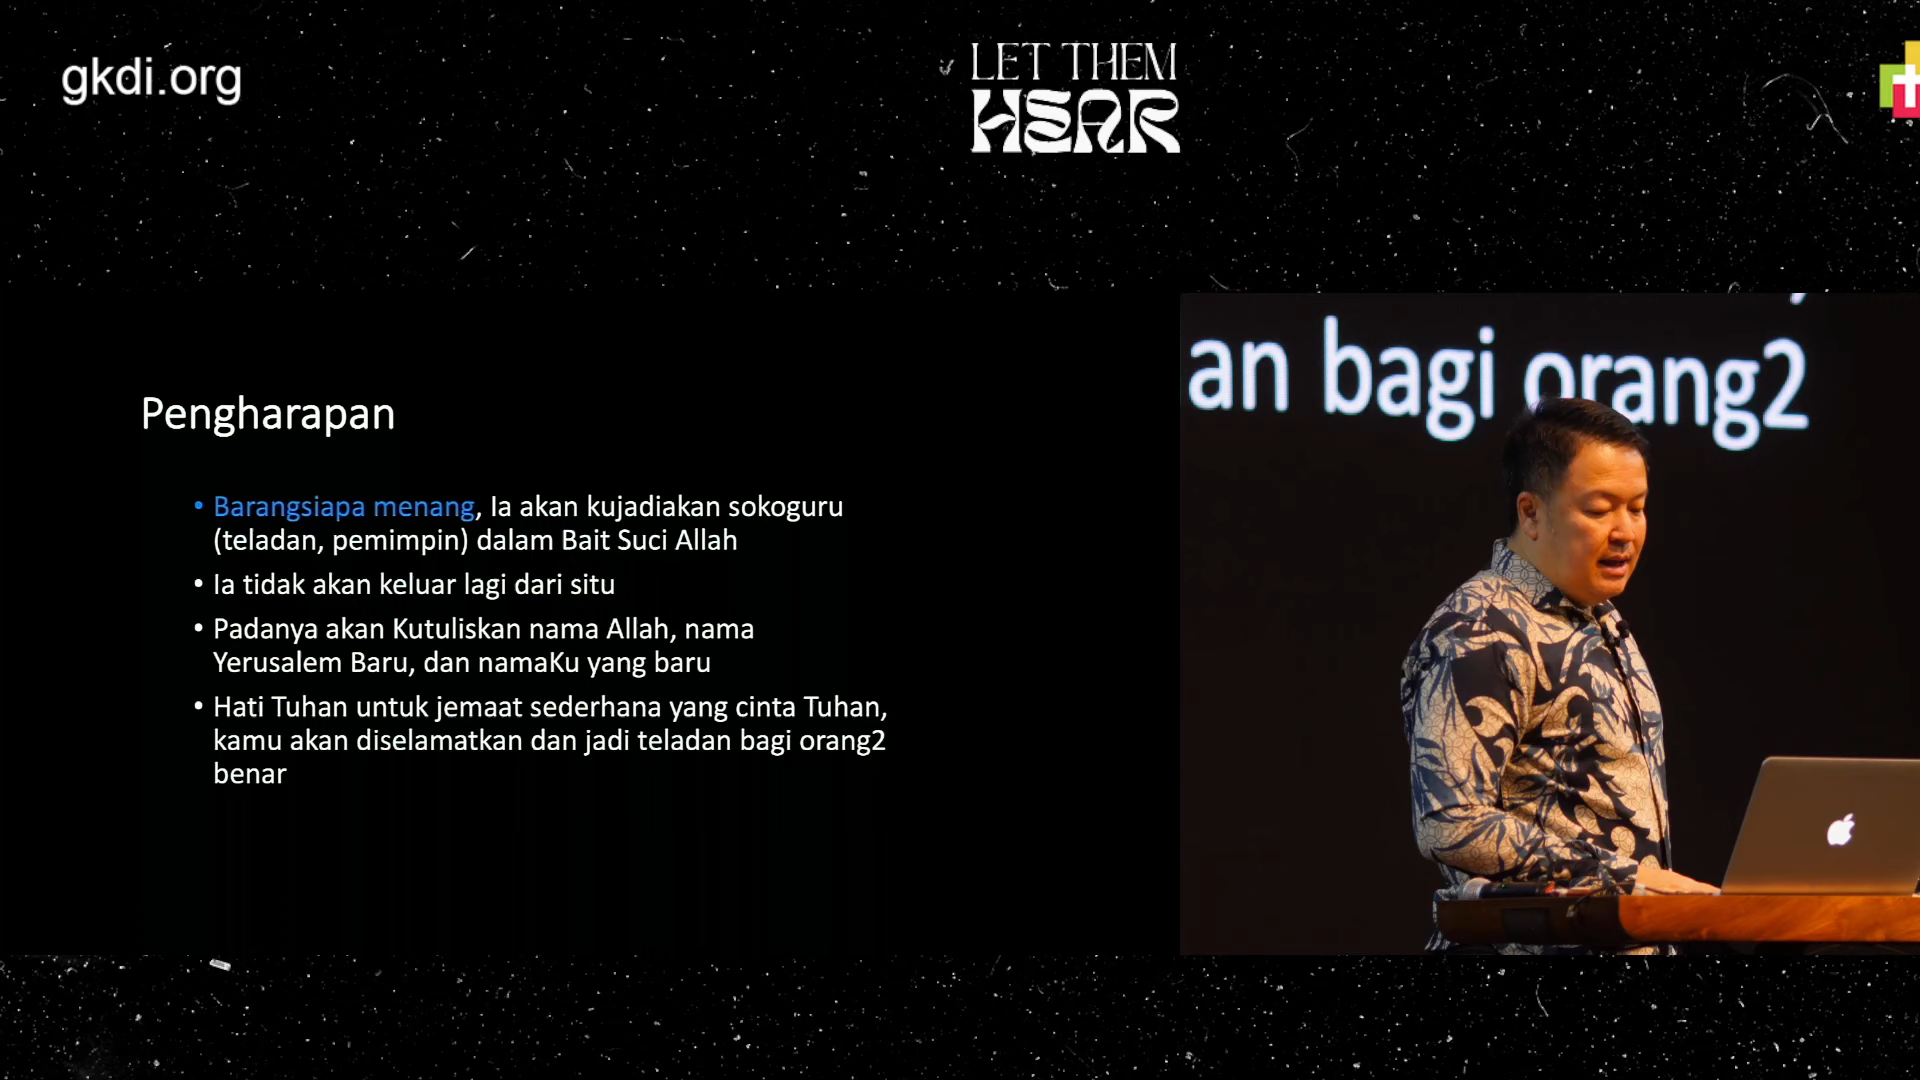 gkdi.org
LET THEM
HEAR
Pengharapan
• Barangsiapa menang, Ia akan kujadiakan sokoguru
(teladan, pemimpin) dalam Bait Suci Allah
• Ia tidak akan keluar lagi dari situ
• Padanya akan Kutuliskan nama Allah, nama
Yerusalem Baru, dan namaKu yang baru
• Hati Tuhan untuk jemaat sederhana yang cinta Tuhan,
kamu akan diselamatkan dan jadi teladan bagi orang2
benar
an bagi orang2